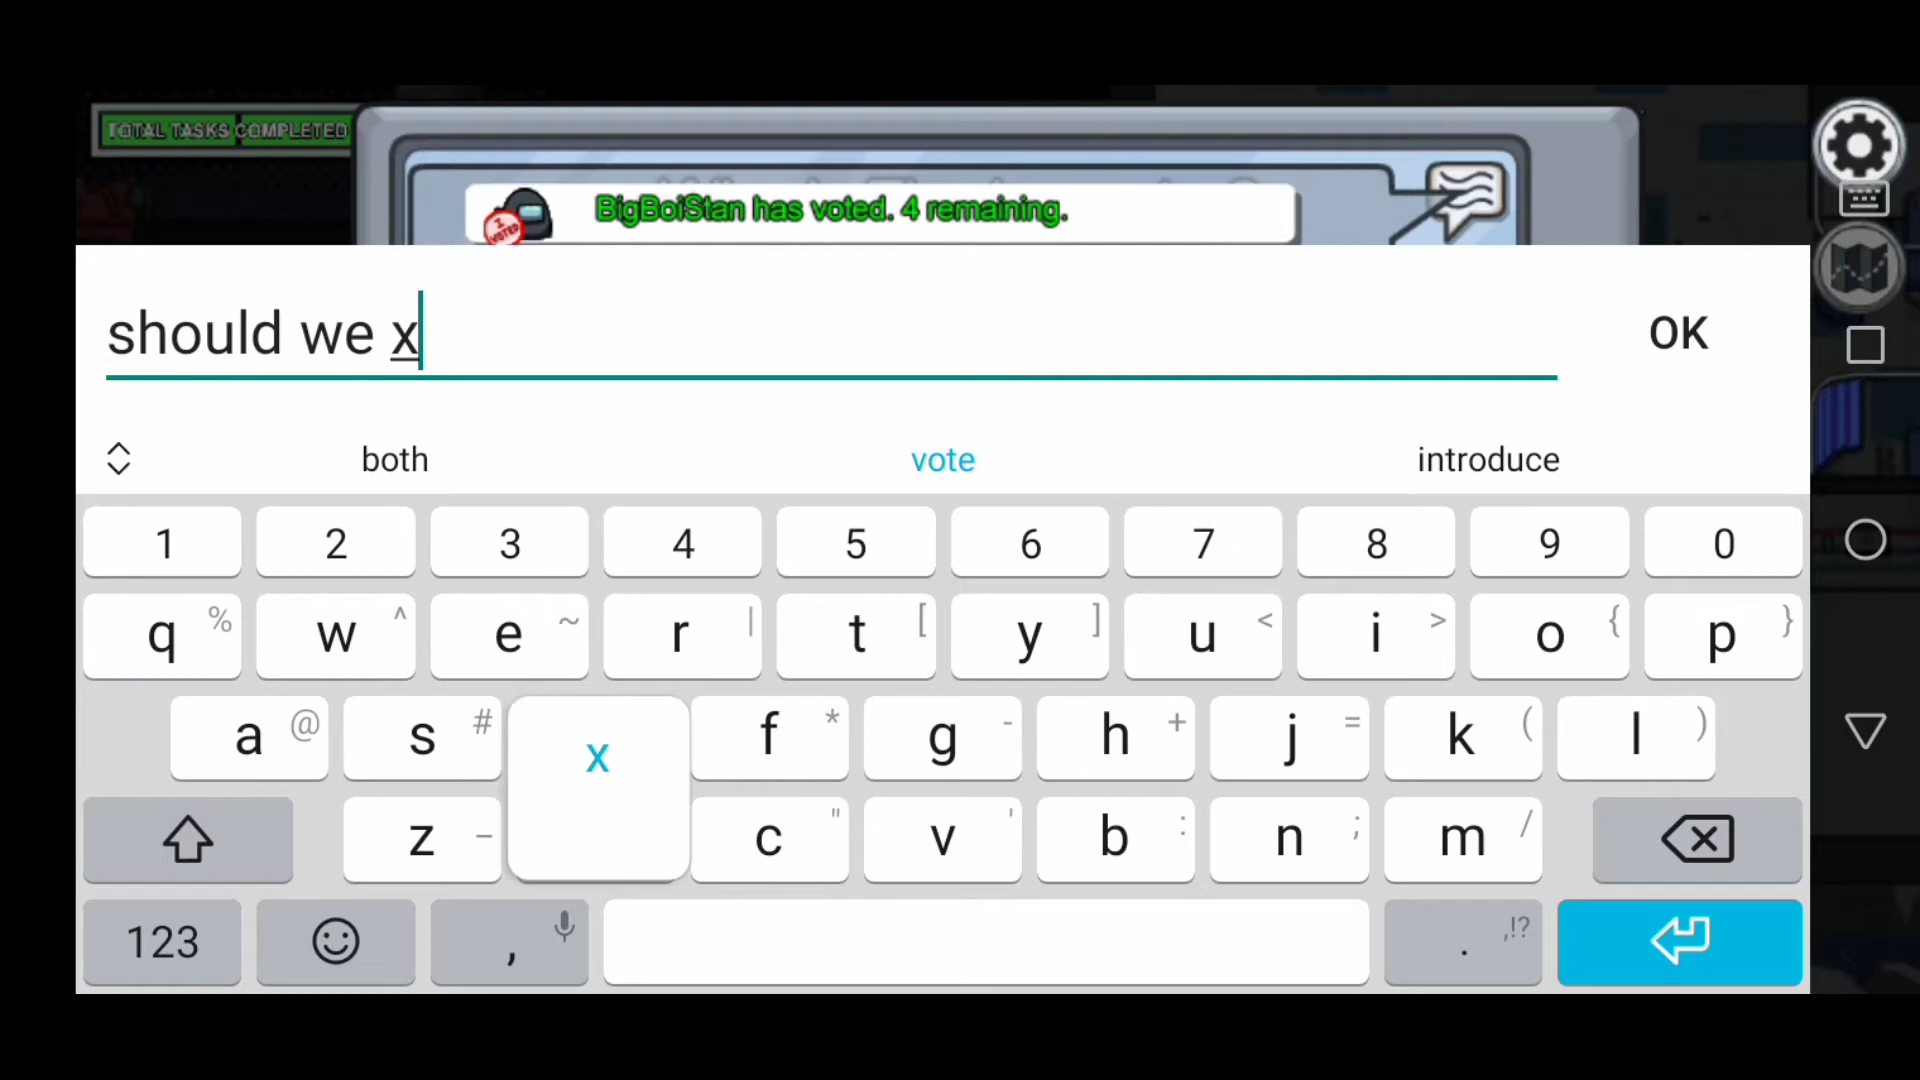 TOTAL TASKS COMPLETED
I VOTED
BigBoiStan has voted. 4 remaining.
should we x
OK
both vote introduce
1 2 3 4 5 6 7 8 9 0
q % w ^ e ~ r | t [ y ] u < i > o { p }
a @ s # x f * g - h + j = k ( l )
z _ c " v ' b : n ; m /
123 , . ,!?